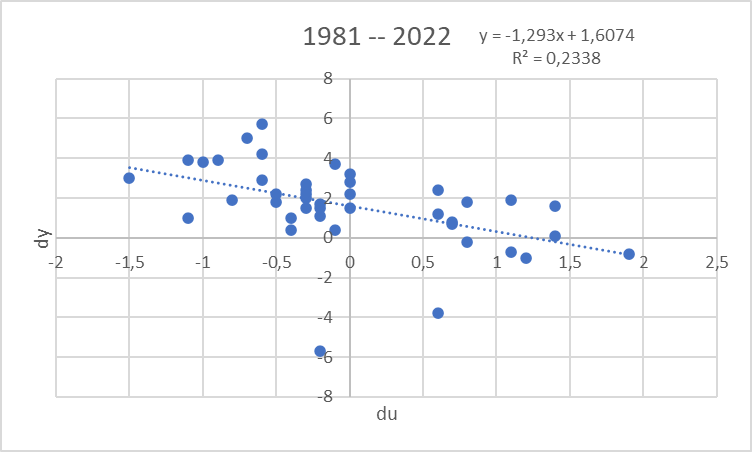 1981 -- 2022
y = -1,293x + 1,6074
R² = 0,2338
8
6
4
2
0
-2
-4
-6
-8
-2 -1,5 -1 -0,5 0 0,5 1 1,5 2 2,5
dy
du